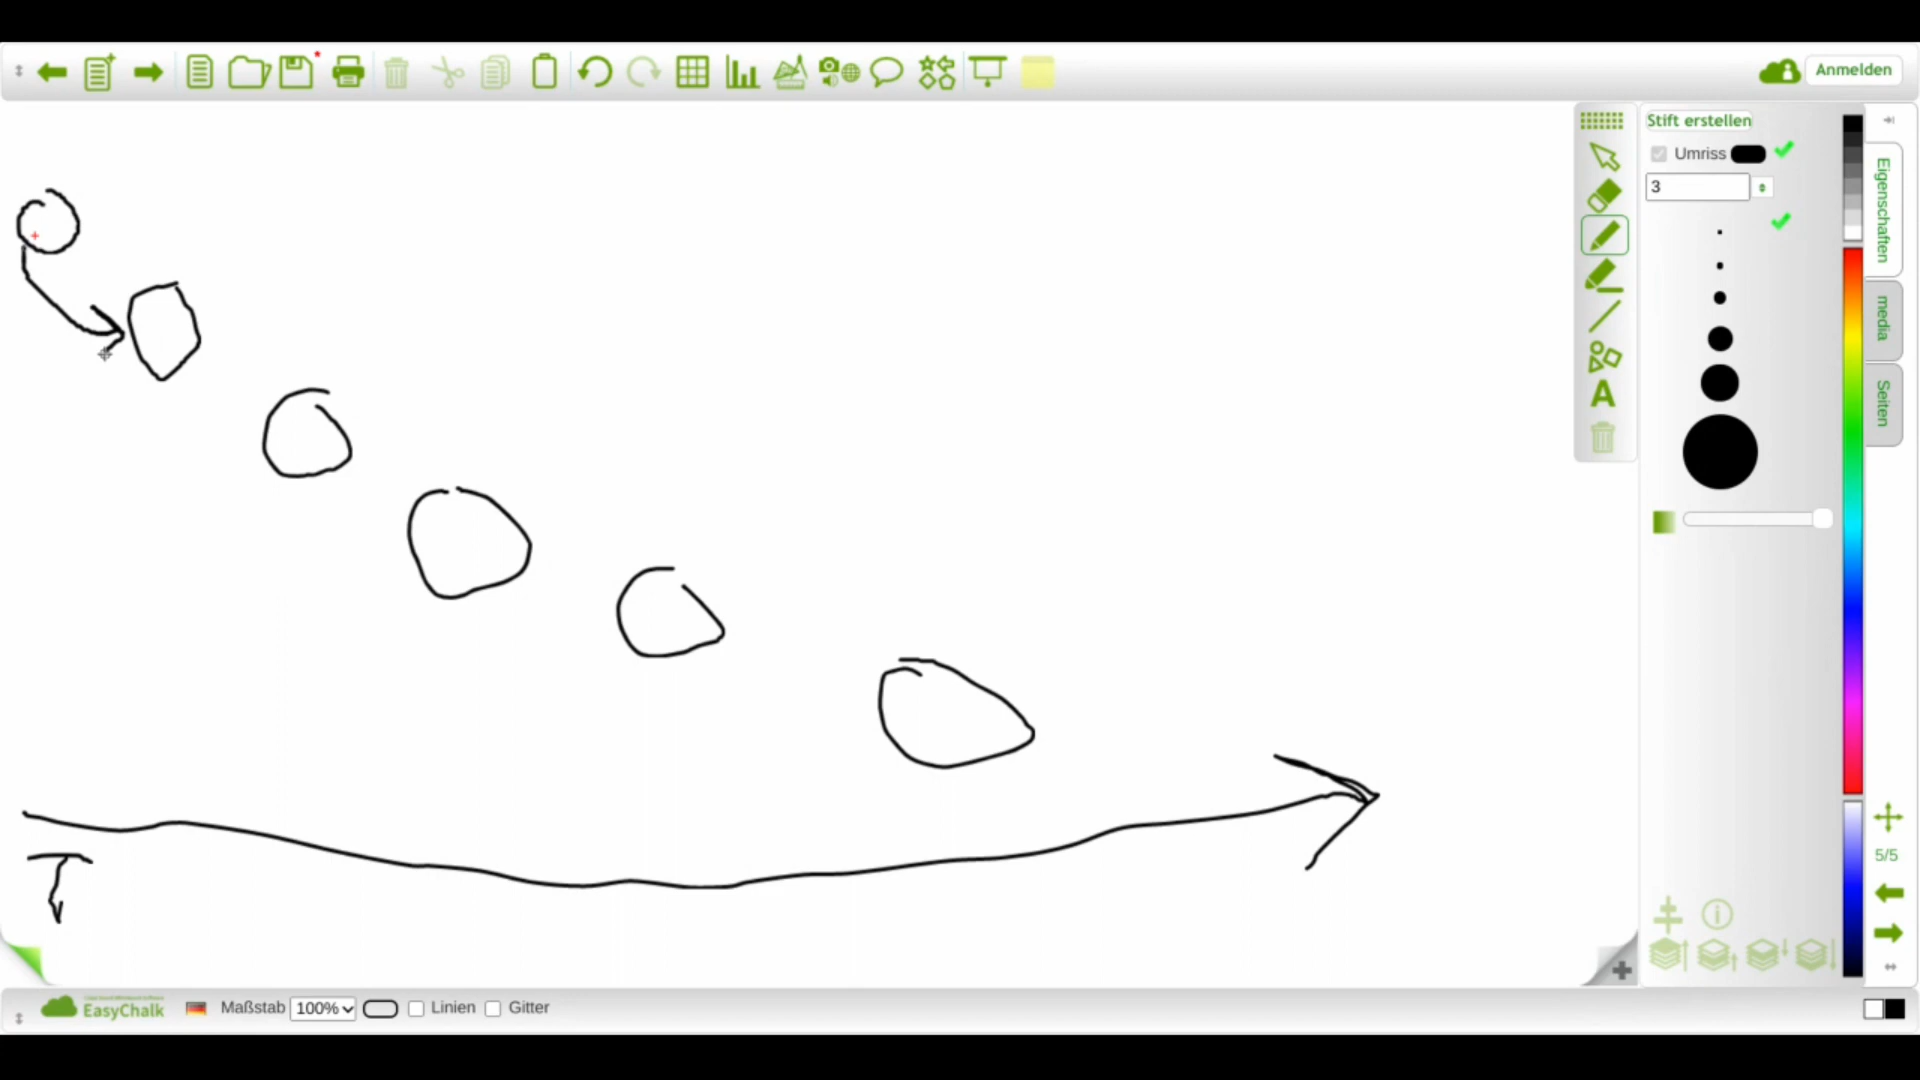 Anmelden
Stift erstellen
Umriss
3
Eigenschaften
media
Seiten
A
T
5/5
EasyChalk
Maßstab 100% Linien Gitter